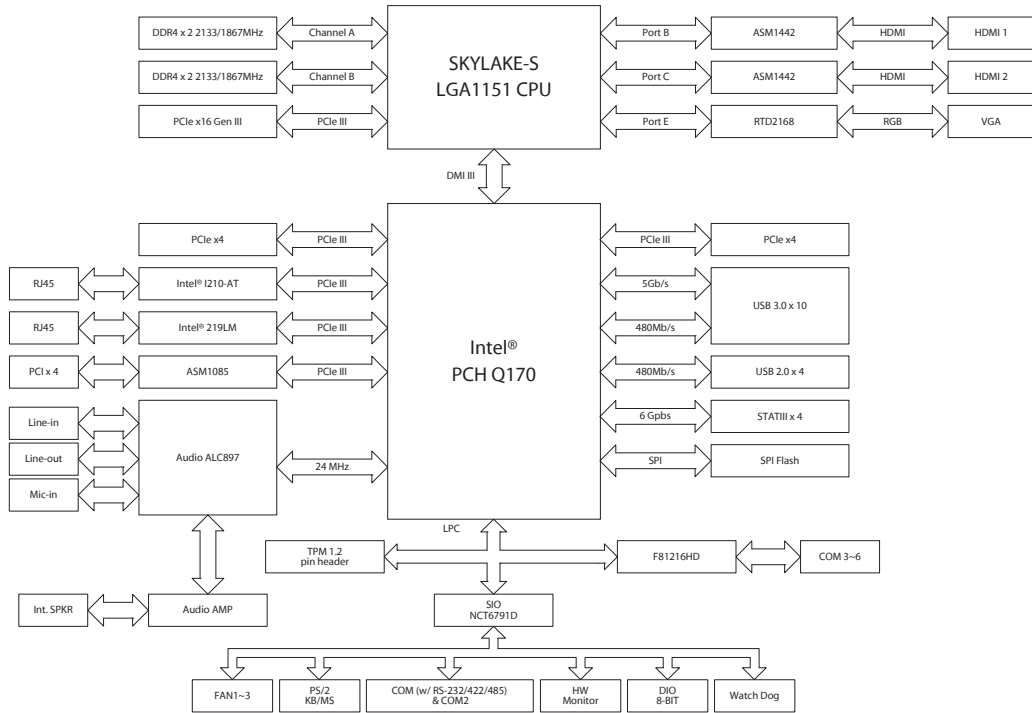 DDR4 x 2 2133/1867MHz
Channel A
SKYLAKE-S
LGA1151 CPU
Port B
ASM1442
HDMI
HDMI 1
DDR4 x 2 2133/1867MHz
Channel B
Port C
ASM1442
HDMI
HDMI 2
PCIe x16 Gen III
PCIe III
Port E
RTD2168
RGB
VGA
DMI III
PCIe x4
PCIe III
Intel®
PCH Q170
PCIe III
PCIe x4
RJ45
Intel® I210-AT
PCIe III
5Gb/s
USB 3.0 x 10
RJ45
Intel® 219LM
PCIe III
480Mb/s
PCI x 4
ASM1085
PCIe III
480Mb/s
USB 2.0 x 4
Line-in
6 Gpbs
STATIII x 4
Line-out
Audio ALC897
24 MHz
SPI
SPI Flash
Mic-in
LPC
TPM 1.2
pin header
F81216HD
COM 3~6
Int. SPKR
Audio AMP
SIO
NCT6791D
FAN1~3
PS/2
KB/MS
COM (w/ RS-232/422/485)
& COM2
HW
Monitor
DIO
8-BIT
Watch Dog